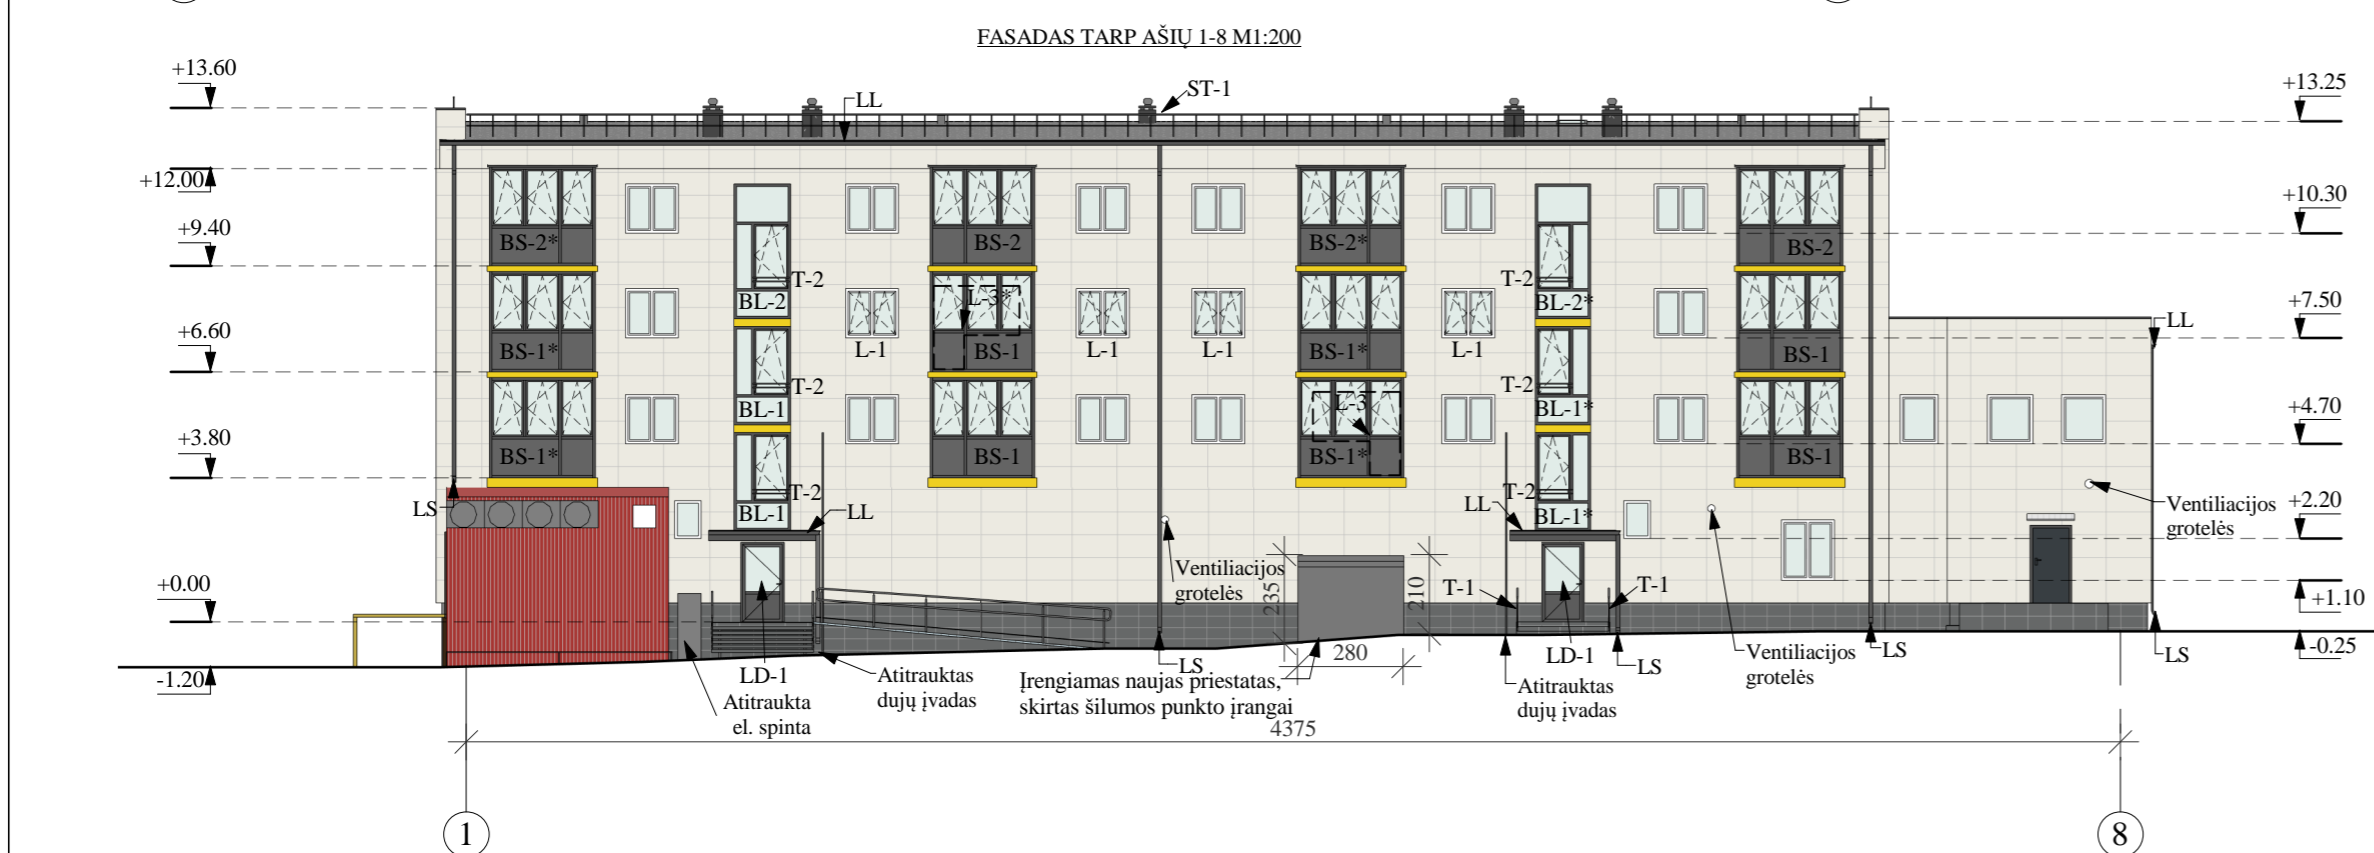 FASADAS TARP AŠIŲ 1-8 M1:200
+13.60
+13.25
ST-1
LL
+12.00
+10.30
+9.40
BS-2*
BS-2
BS-2*
BS-2
T-2
T-2
BL-2
BL-2*
L-3*
+7.50
LL
+6.60
BS-1*
L-1
BS-1
L-1
L-1
BS-1*
L-1
BS-1
T-2
T-2
BL-1
BL-1*
L-3
+4.70
+3.80
BS-1*
BS-1
BS-1*
BS-1
T-2
T-2
LS
BL-1
LL
LL
BL-1*
Ventiliacijos
grotelės
+2.20
+0.00
Ventiliacijos
grotelės
235
210
T-1
T-1
+1.10
-1.20
LD-1
Atitraukta
el. spinta
Atitrauktas
dujų įvadas
LS
280
Įrengiamas naujas priestatas,
skirtas šilumos punkto įrangai
LD-1
Atitrauktas
dujų įvadas
LS
Ventiliacijos
grotelės
LS
LS
-0.25
4375
1
8